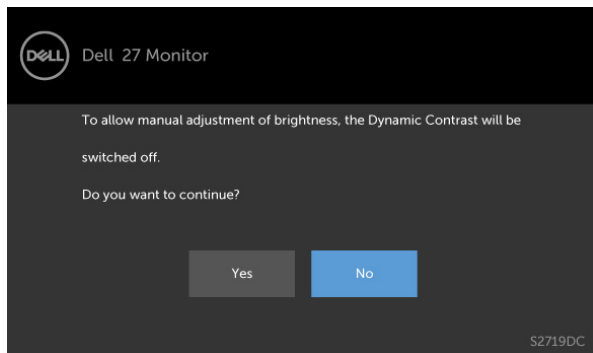 DELL
Dell 27 Monitor
To allow manual adjustment of brightness, the Dynamic Contrast will be
switched off.
Do you want to continue?
Yes
No
S2719DC